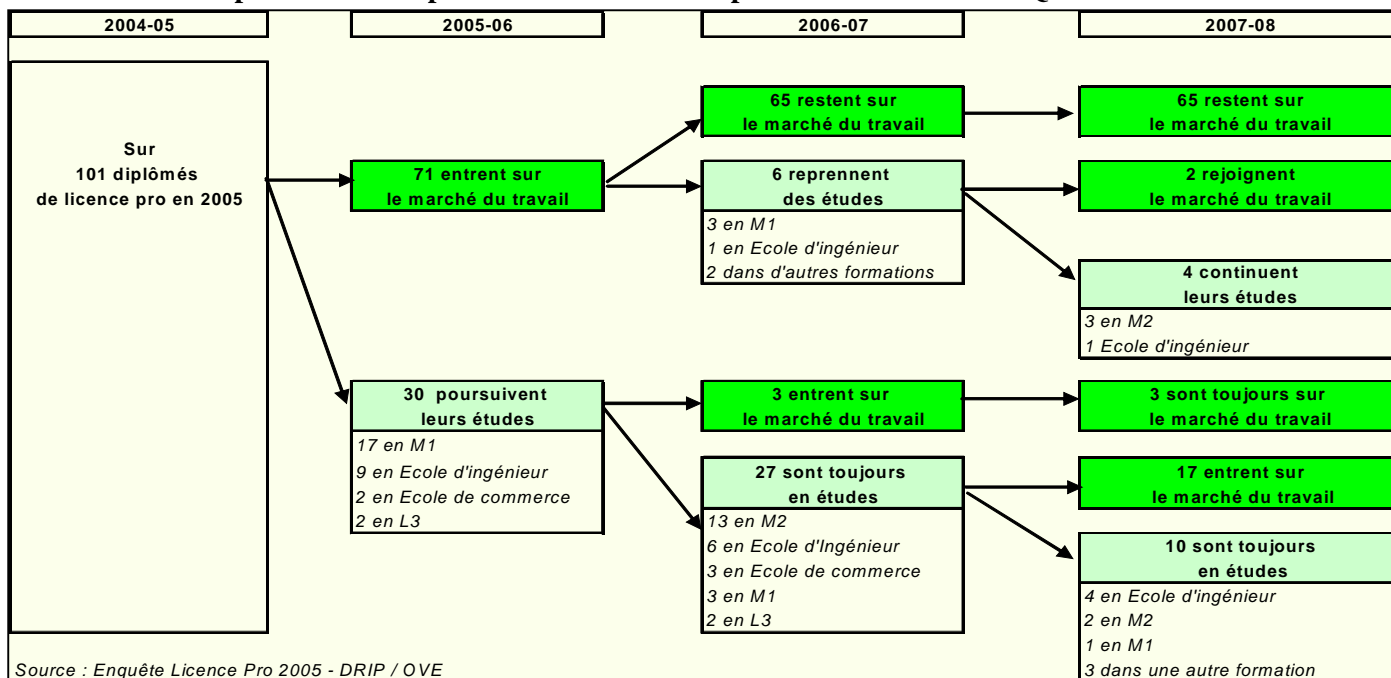 2004-05
2005-06
2006-07
2007-08
Sur
101 diplômés
de licence pro en 2005
71 entrent sur
le marché du travail
30 poursuivent
leurs études
17 en M1
9 en Ecole d'ingénieur
2 en Ecole de commerce
2 en L3
65 restent sur
le marché du travail
6 reprennent
des études
3 en M1
1 en Ecole d'ingénieur
2 dans d'autres formations
3 entrent sur
le marché du travail
27 sont toujours
en études
13 en M2
6 en Ecole d'Ingénieur
3 en Ecole de commerce
3 en M1
2 en L3
65 restent sur
le marché du travail
2 rejoignent
le marché du travail
4 continuent
leurs études
3 en M2
1 Ecole d'ingénieur
3 sont toujours sur
le marché du travail
17 entrent sur
le marché du travail
10 sont toujours
en études
4 en Ecole d'ingénieur
2 en M2
1 en M1
3 dans une autre formation
Source : Enquête Licence Pro 2005 - DRIP / OVE